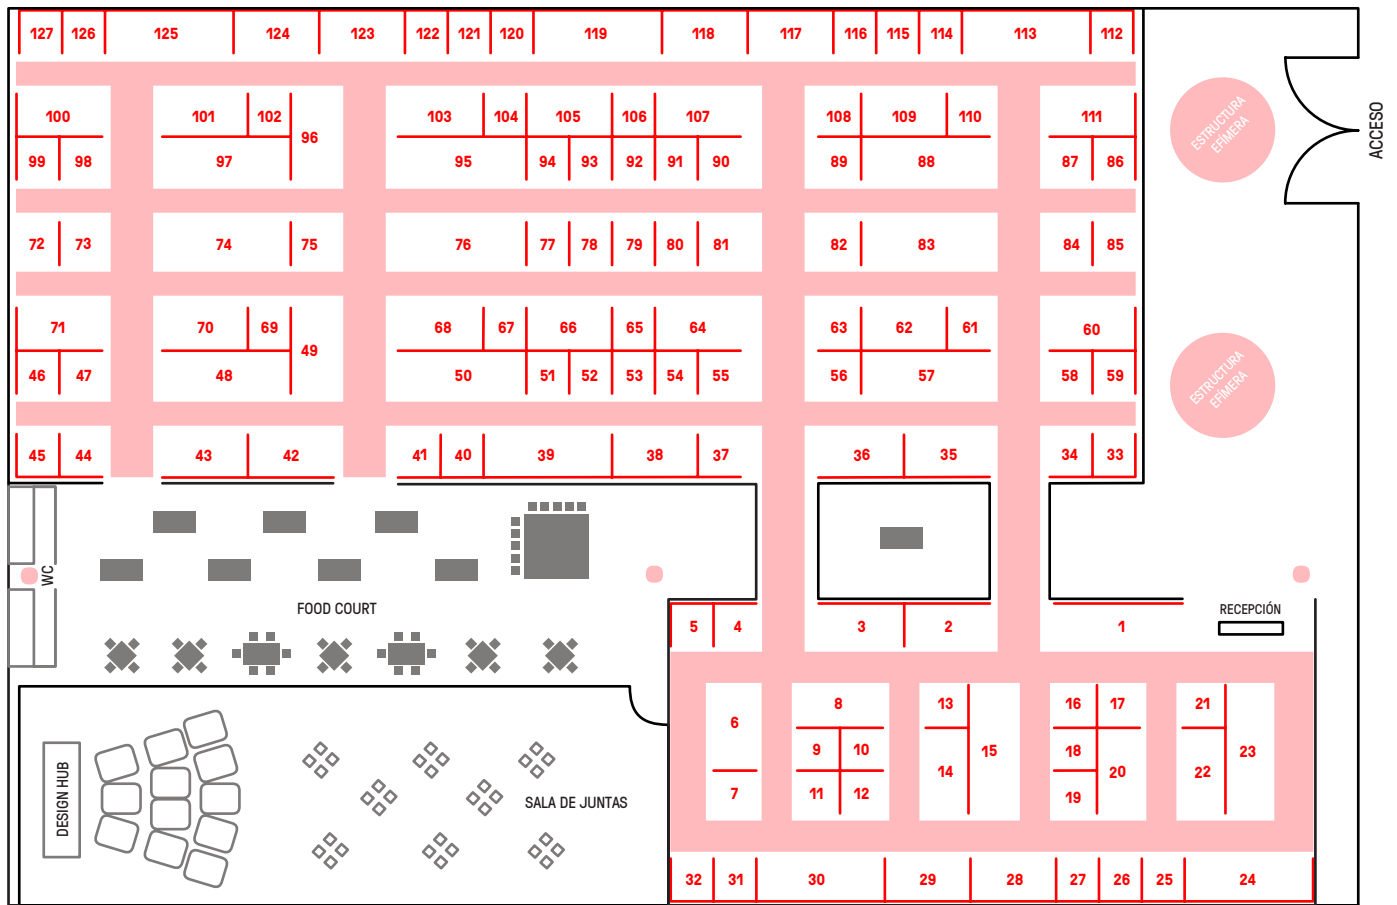 127 126 125 124 123 122 121 120 119 118 117 116 115 114 113 112
100 101 102 96 103 104 105 106 107 108 109 110 111
99 98 97 95 94 93 92 91 90 89 88 87 86
72 73 74 75 76 77 78 79 80 81 82 83 84 85
71 70 69 49 68 67 66 65 64 63 62 61 60
46 47 48 50 51 52 53 54 55 56 57 58 59
45 44 43 42 41 40 39 38 37 36 35 34 33
ESTRUCTURA
EFÍMERA
ACCESO
ESTRUCTURA
EFÍMERA
WC
FOOD COURT
RECEPCIÓN
5 4 3 2 1
6 8 13 15 16 17 21 23
9 10 14 18 20 22
7 11 12 19
DESIGN HUB
SALA DE JUNTAS
32 31 30 29 28 27 26 25 24